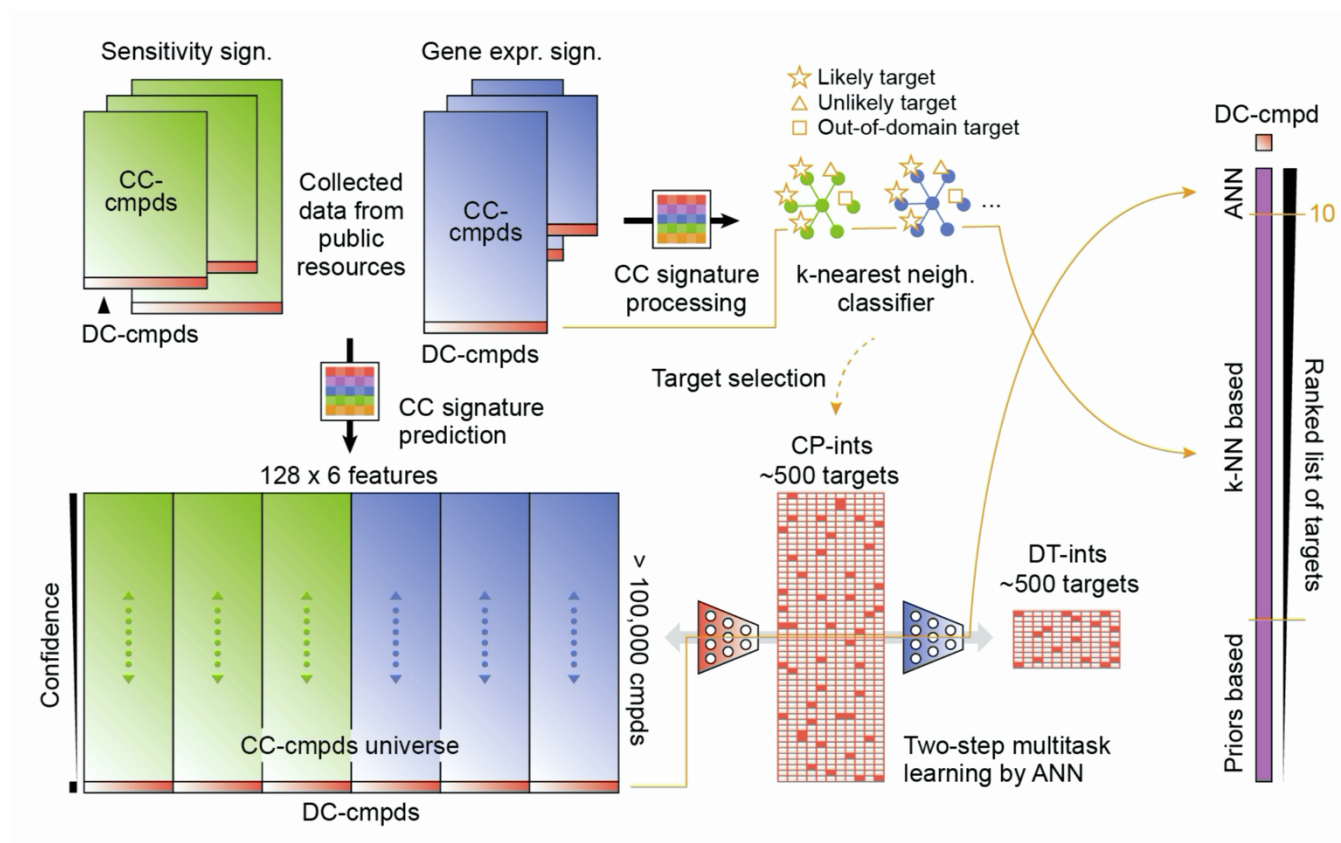 Sensitivity sign.
Gene expr. sign.
CC-
cmpds
DC-cmpds
Collected
data from
public
resources
CC-
cmpds
DC-cmpds
CC signature
processing
Likely target
Unlikely target
Out-of-domain target
...
k-nearest neigh.
classifier
Target selection
CC signature
prediction
128 x 6 features
Confidence
CC-cmpds universe
DC-cmpds
> 100,000 cmpds
CP-ints
~500 targets
DT-ints
~500 targets
Two-step multitask
learning by ANN
DC-cmpd
ANN
10
k-NN based
Priors based
Ranked list of targets